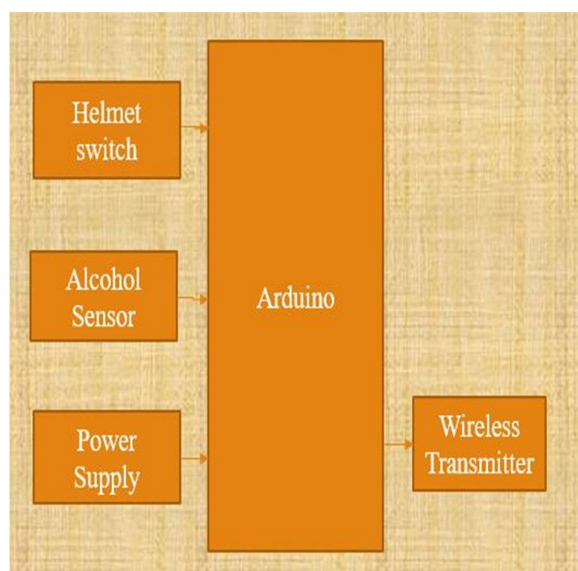 Helmet
switch
Alcohol
Sensor
Power
Supply
Arduino
Wireless
Transmitter